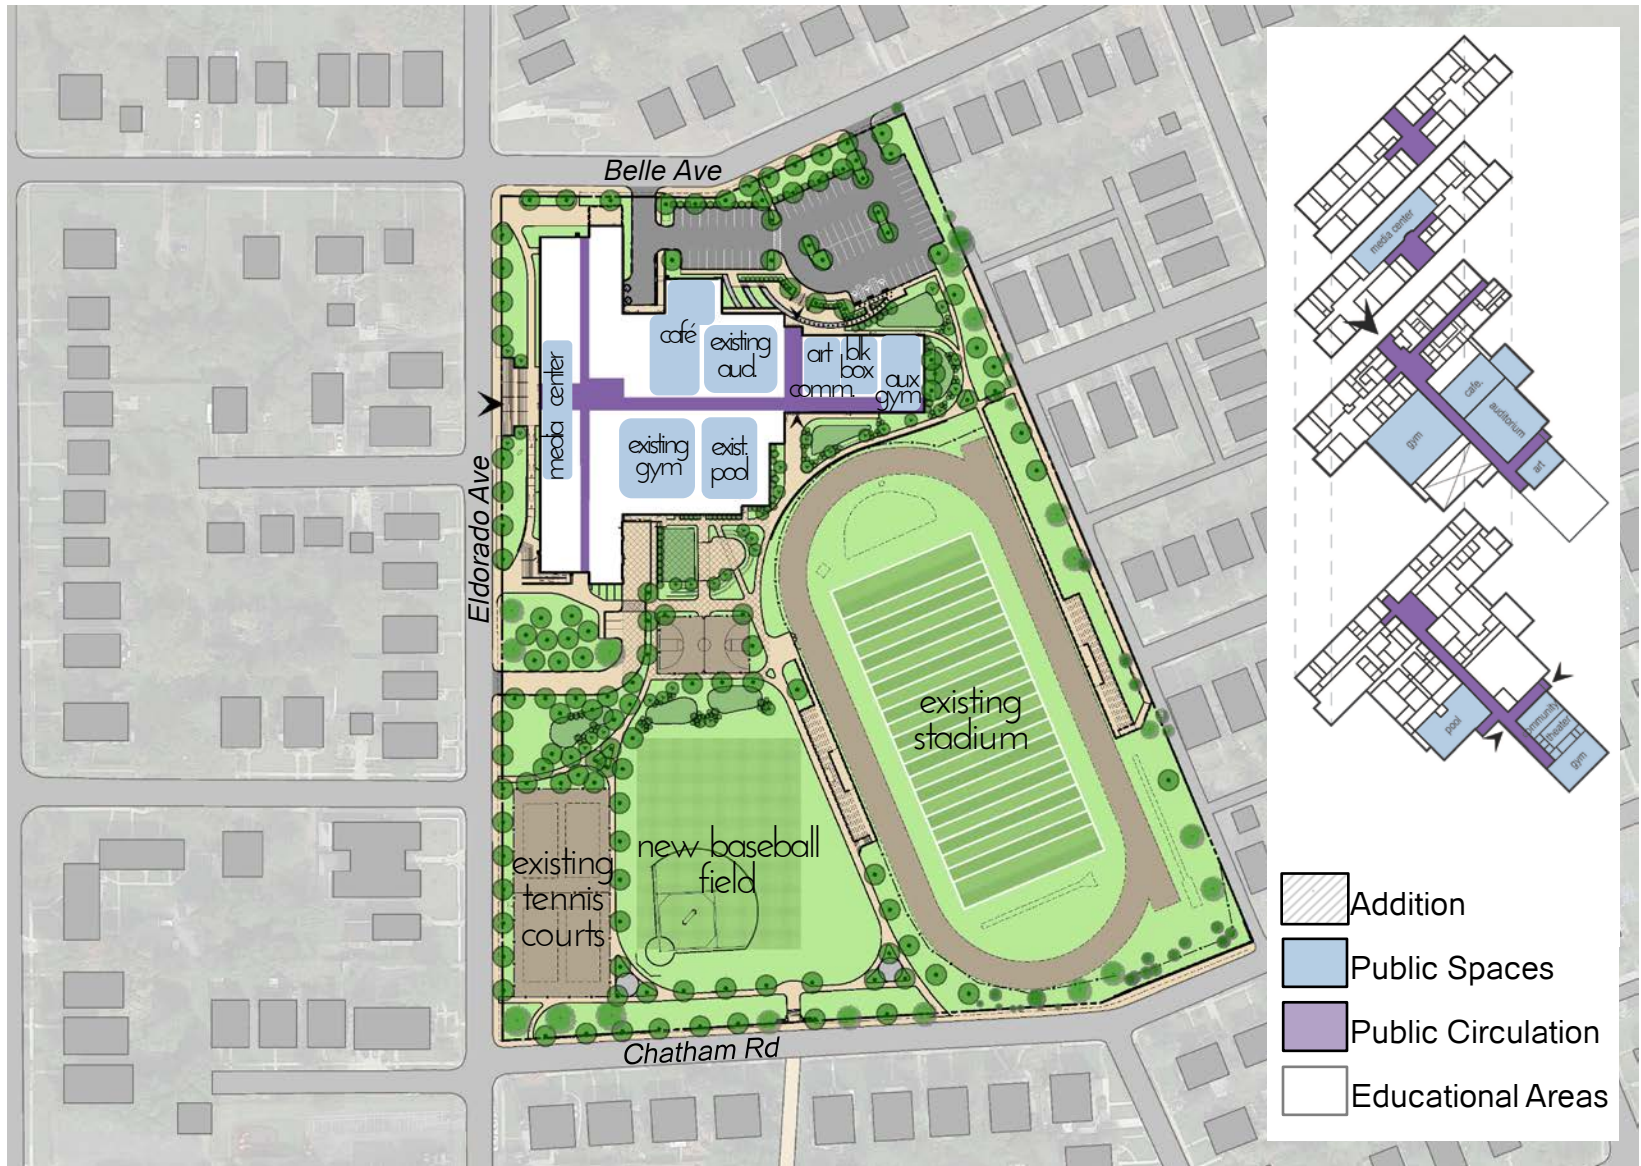 Belle Ave
café
existing
aud.
art
blk
box
comm.
aux
gym
media center
existing
gym
exist.
pool
Eldorado Ave
existing
stadium
new baseball
field
existing
tennis
courts
Chatham Rd
media center
cafe.
auditorium
gym
art
pool
ommunity
theater
gym
Addition
Public Spaces
Public Circulation
Educational Areas